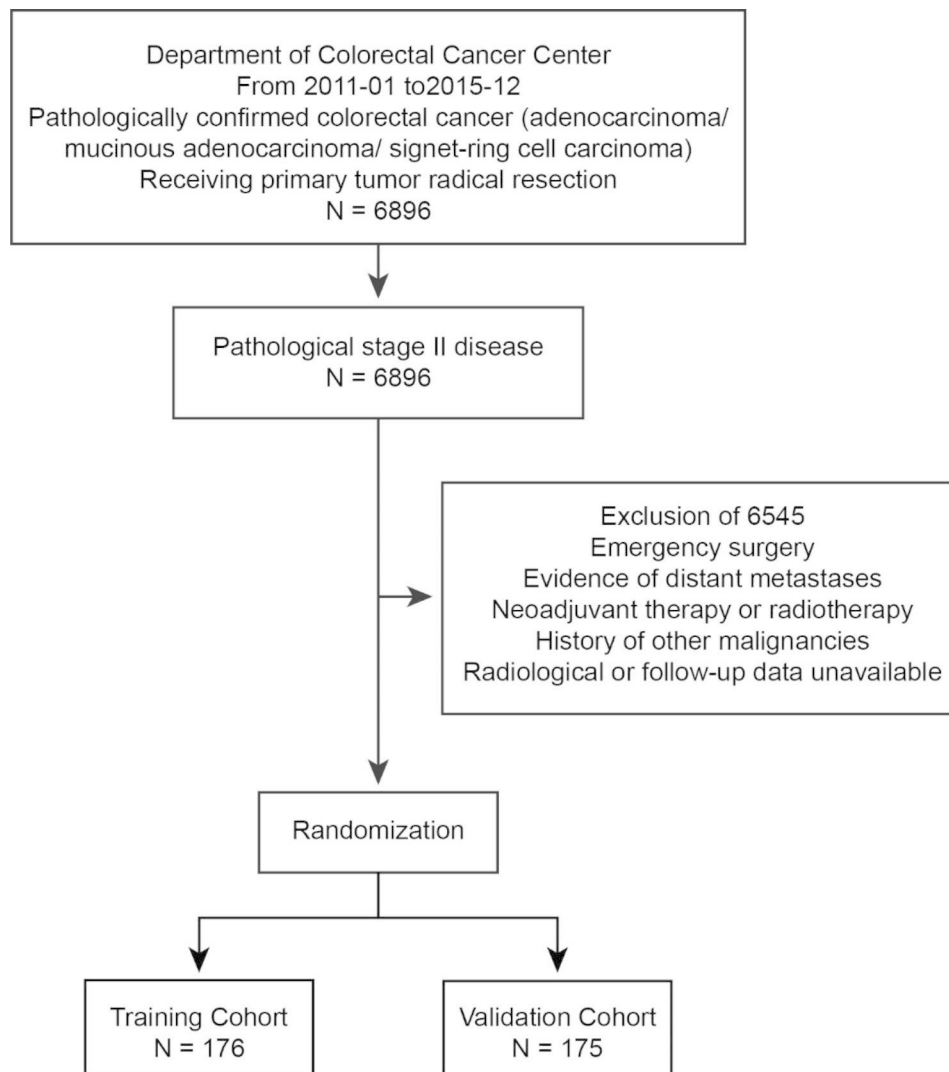 Department of Colorectal Cancer Center
From 2011-01 to2015-12
Pathologically confirmed colorectal cancer (adenocarcinoma/
mucinous adenocarcinoma/ signet-ring cell carcinoma)
Receiving primary tumor radical resection
N = 6896
Pathological stage II disease
N = 6896
Exclusion of 6545
Emergency surgery
Evidence of distant metastases
Neoadjuvant therapy or radiotherapy
History of other malignancies
Radiological or follow-up data unavailable
Randomization
Training Cohort
N = 176
Validation Cohort
N = 175